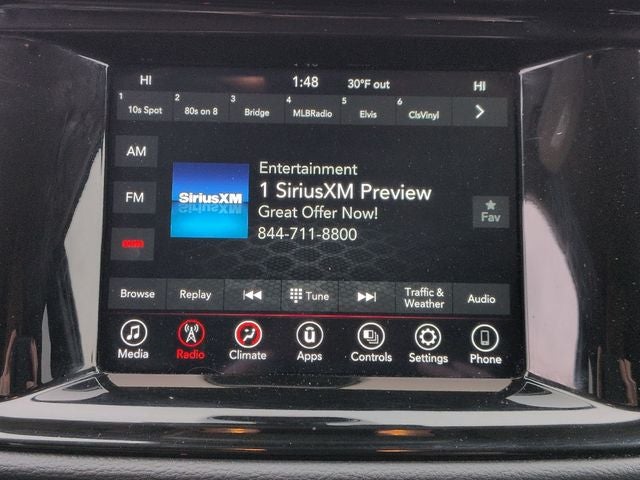 HI 1:48 30°F out HI
1 10s Spot 2 80s on 8 3 Bridge 4 MLBRadio 5 Elvis 6 ClsVinyl
AM
FM
SiriusXM
Entertainment
1 SiriusXM Preview
Great Offer Now!
844-711-8800
Fav
Browse Replay Tune Traffic & Weather Audio
Media Radio Climate Apps Controls Settings Phone